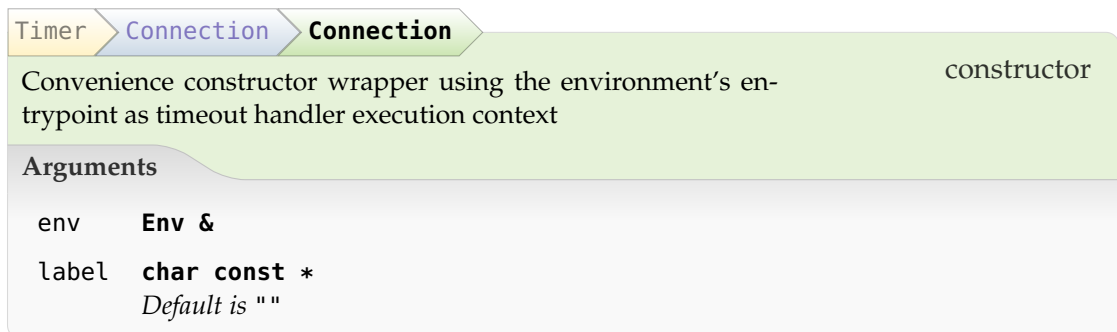 Timer Connection Connection
constructor
Convenience constructor wrapper using the environment's en-
trypoint as timeout handler execution context
Arguments
env Env &
label char const *
Default is ""